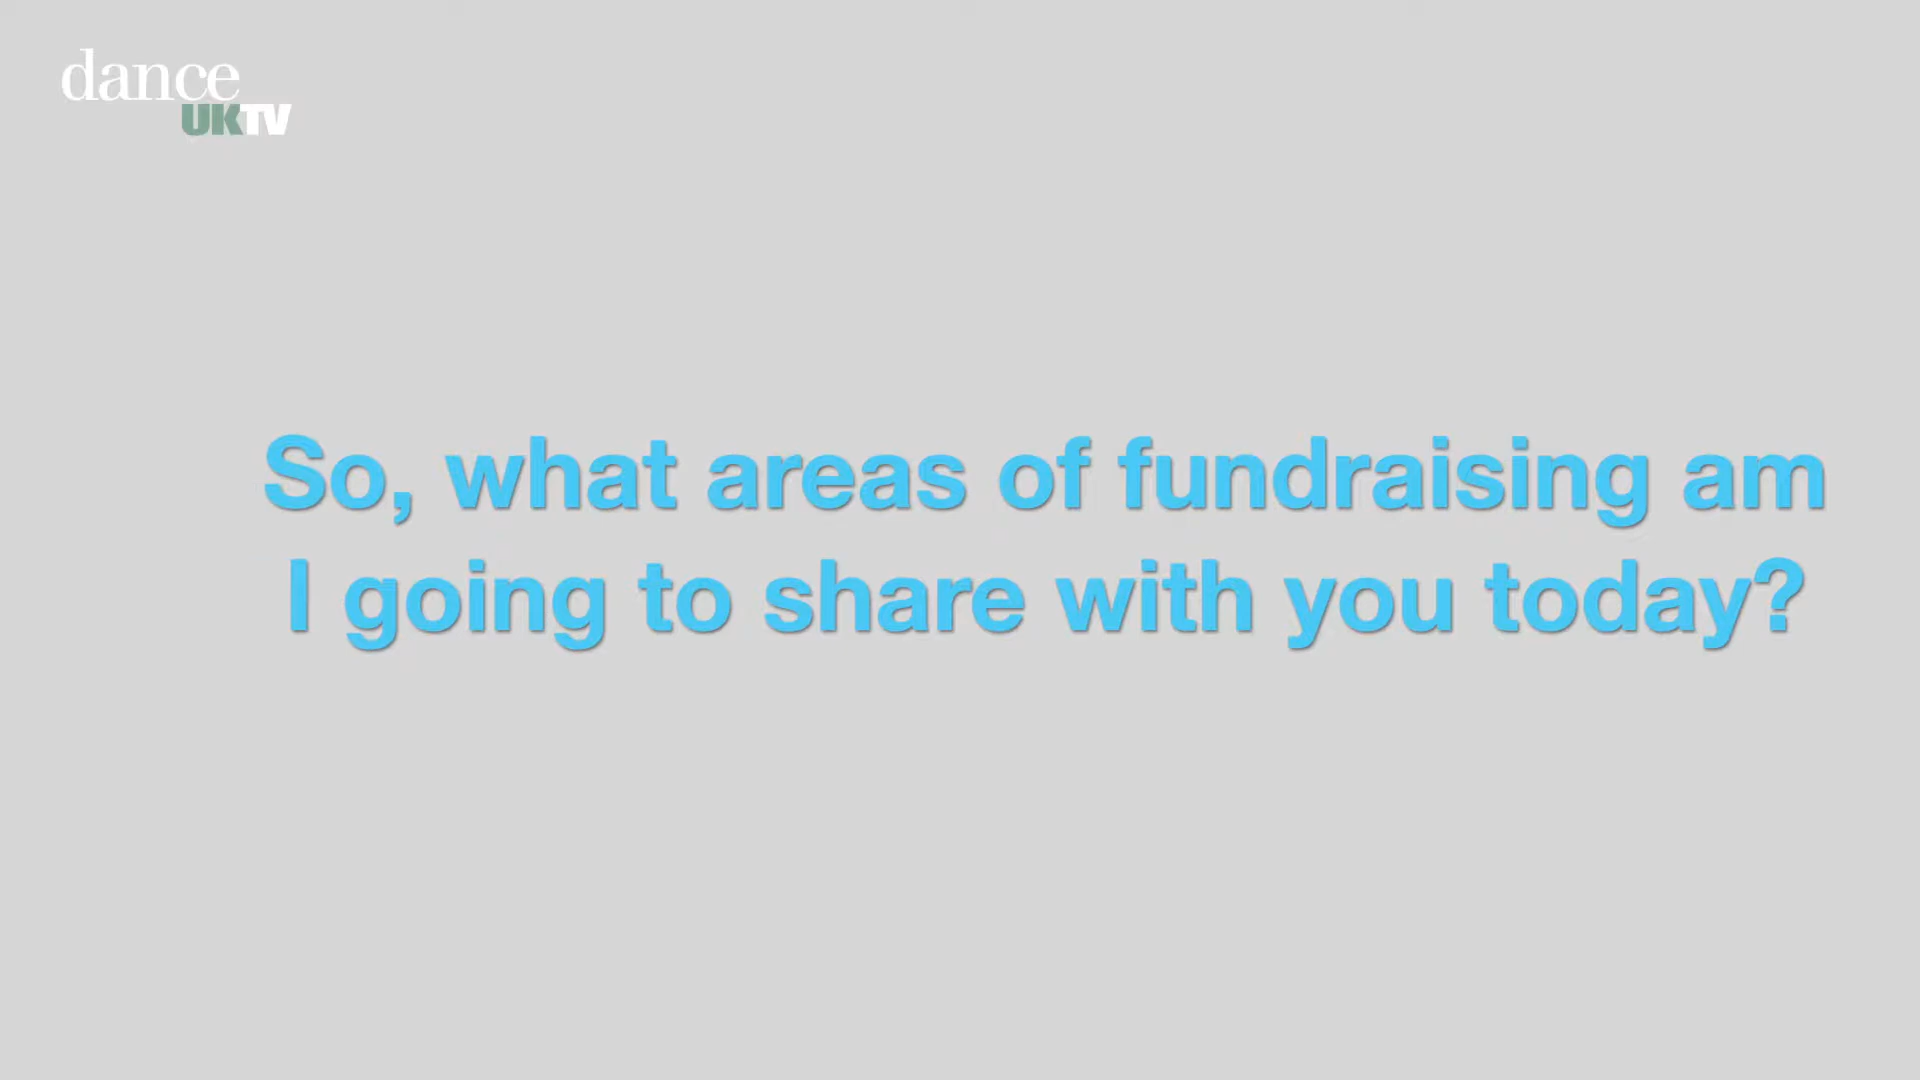 dance
UKTV
So, what areas of fundraising am
I going to share with you today?